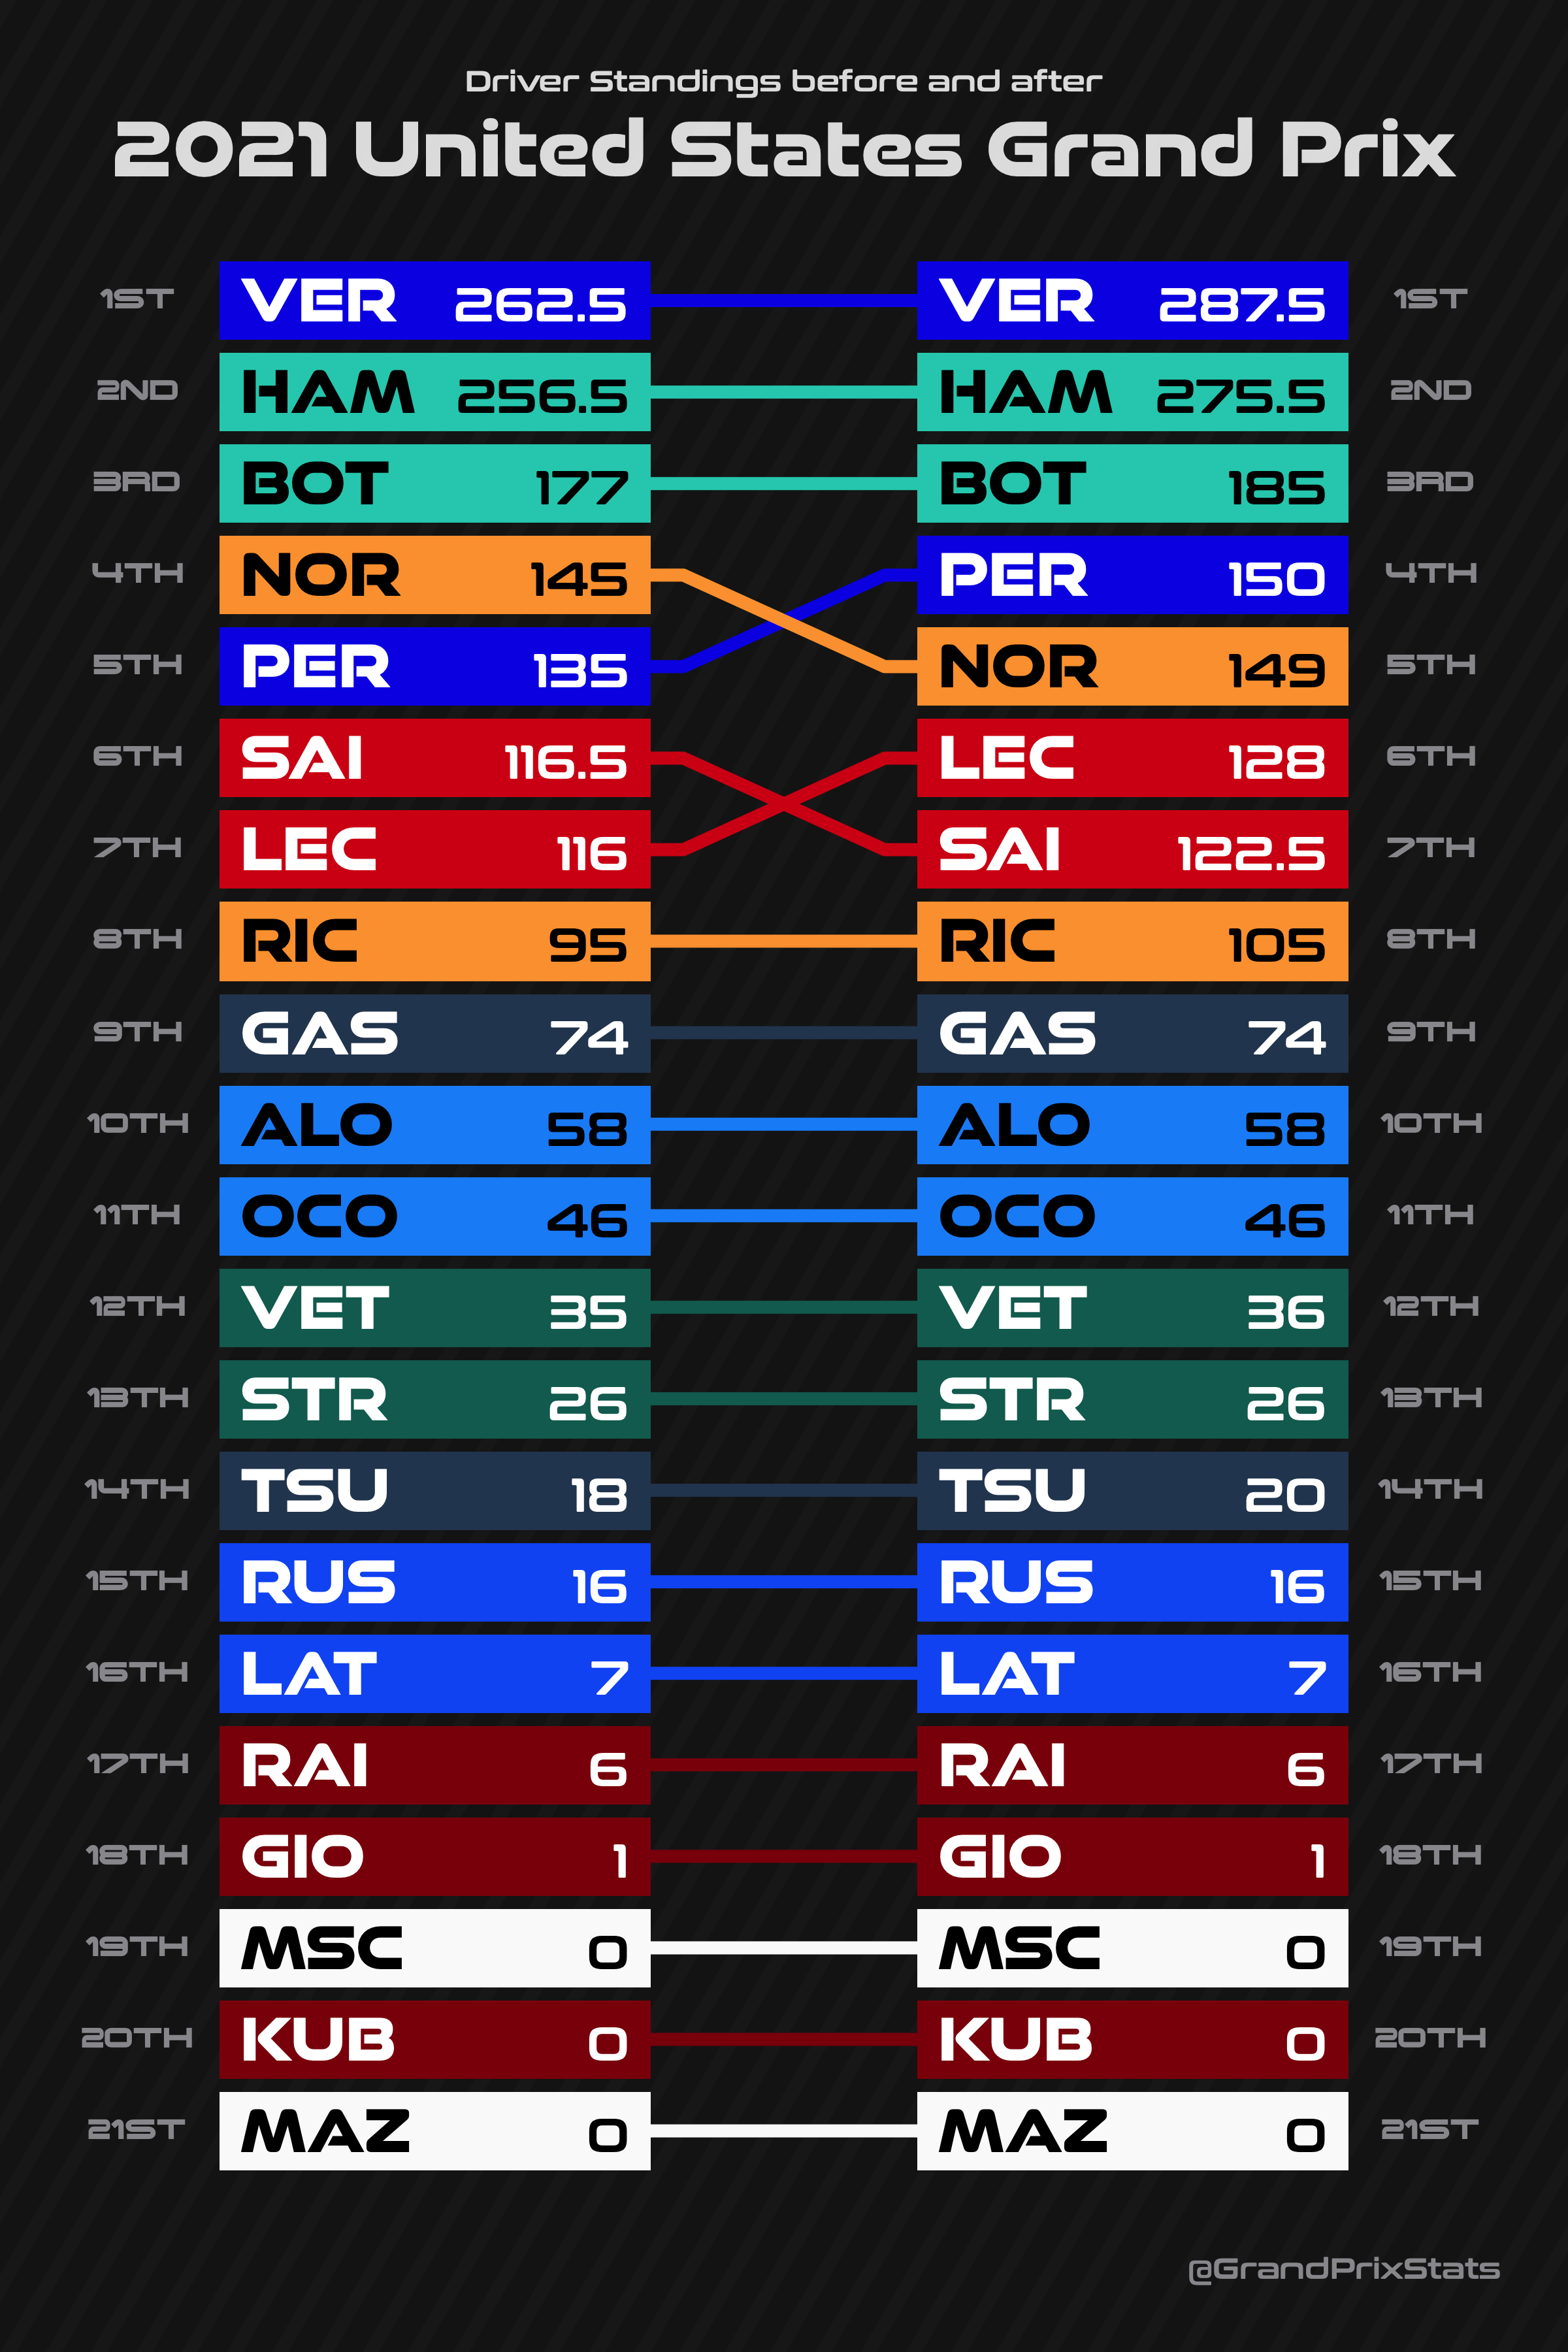 Driver Standings before and after
2021 United States Grand Prix
1ST VER 262.5 VER 287.5 1ST
2ND HAM 256.5 HAM 275.5 2ND
3RD BOT 177 BOT 185 3RD
4TH NOR 145 PER 150 4TH
5TH PER 135 NOR 149 5TH
6TH SAI 116.5 LEC 128 6TH
7TH LEC 116 SAI 122.5 7TH
8TH RIC 95 RIC 105 8TH
9TH GAS 74 GAS 74 9TH
10TH ALO 58 ALO 58 10TH
11TH OCO 46 OCO 46 11TH
12TH VET 35 VET 36 12TH
13TH STR 26 STR 26 13TH
14TH TSU 18 TSU 20 14TH
15TH RUS 16 RUS 16 15TH
16TH LAT 7 LAT 7 16TH
17TH RAI 6 RAI 6 17TH
18TH GIO 1 GIO 1 18TH
19TH MSC 0 MSC 0 19TH
20TH KUB 0 KUB 0 20TH
21ST MAZ 0 MAZ 0 21ST
@GrandPrixStats